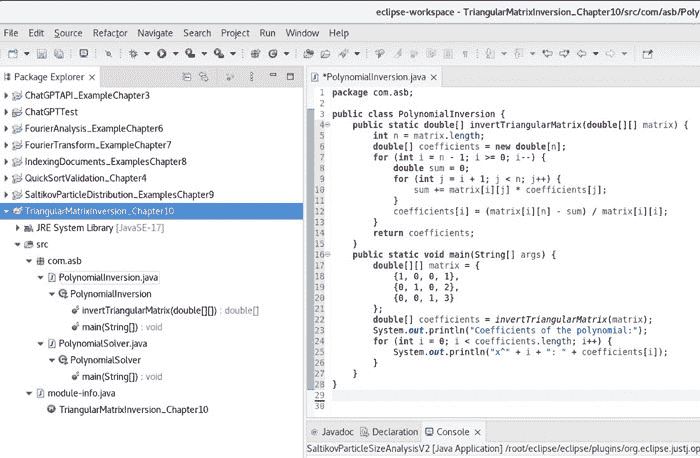 eclipse-workspace - TriangularMatrixInversion_Chapter10/src/com/asb/Poly
File Edit Source Refactor Navigate Search Project Run Window Help
Package Explorer
ChatGPTAPI_ExampleChapter3
ChatGPTTest
FourierAnalysis_ExampleChapter6
FourierTransform_ExampleChapter7
IndexingDocuments_ExamplesChapter8
QuickSortValidation_Chapter4
SaltikovParticleDistribution_ExamplesChapter9
TriangularMatrixInversion_Chapter10
JRE System Library [JavaSE-17]
src
com.asb
PolynomialInversion.java
PolynomialInversion
invertTriangularMatrix(double[][]) : double[]
main(String[]) : void
PolynomialSolver.java
PolynomialSolver
main(String[]) : void
module-info.java
TriangularMatrixInversion_Chapter10
*PolynomialInversion.java
1 package com.asb;
2
3 public class PolynomialInversion {
4 public static double[] invertTriangularMatrix(double[][] matrix) {
5 int n = matrix.length;
6 double[] coefficients = new double[n];
7 for (int i = n - 1; i >= 0; i--) {
8 double sum = 0;
9 for (int j = i + 1; j < n; j++) {
10 sum += matrix[i][j] * coefficients[j];
11 }
12 coefficients[i] = (matrix[i][n] - sum) / matrix[i][i];
13 }
14 return coefficients;
15 }
16 public static void main(String[] args) {
17 double[][] matrix = {
18 {1, 0, 0, 1},
19 {0, 1, 0, 2},
20 {0, 0, 1, 3}
21 };
22 double[] coefficients = invertTriangularMatrix(matrix);
23 System.out.println("Coefficients of the polynomial:");
24 for (int i = 0; i < coefficients.length; i++) {
25 System.out.println("x^" + i + ": " + coefficients[i]);
26 }
27 }
28 }
29
30
Javadoc Declaration Console
SaltikovParticleSizeAnalysisV2 [Java Application] /root/eclipse/eclipse/plugins/org.eclipse.justj.op